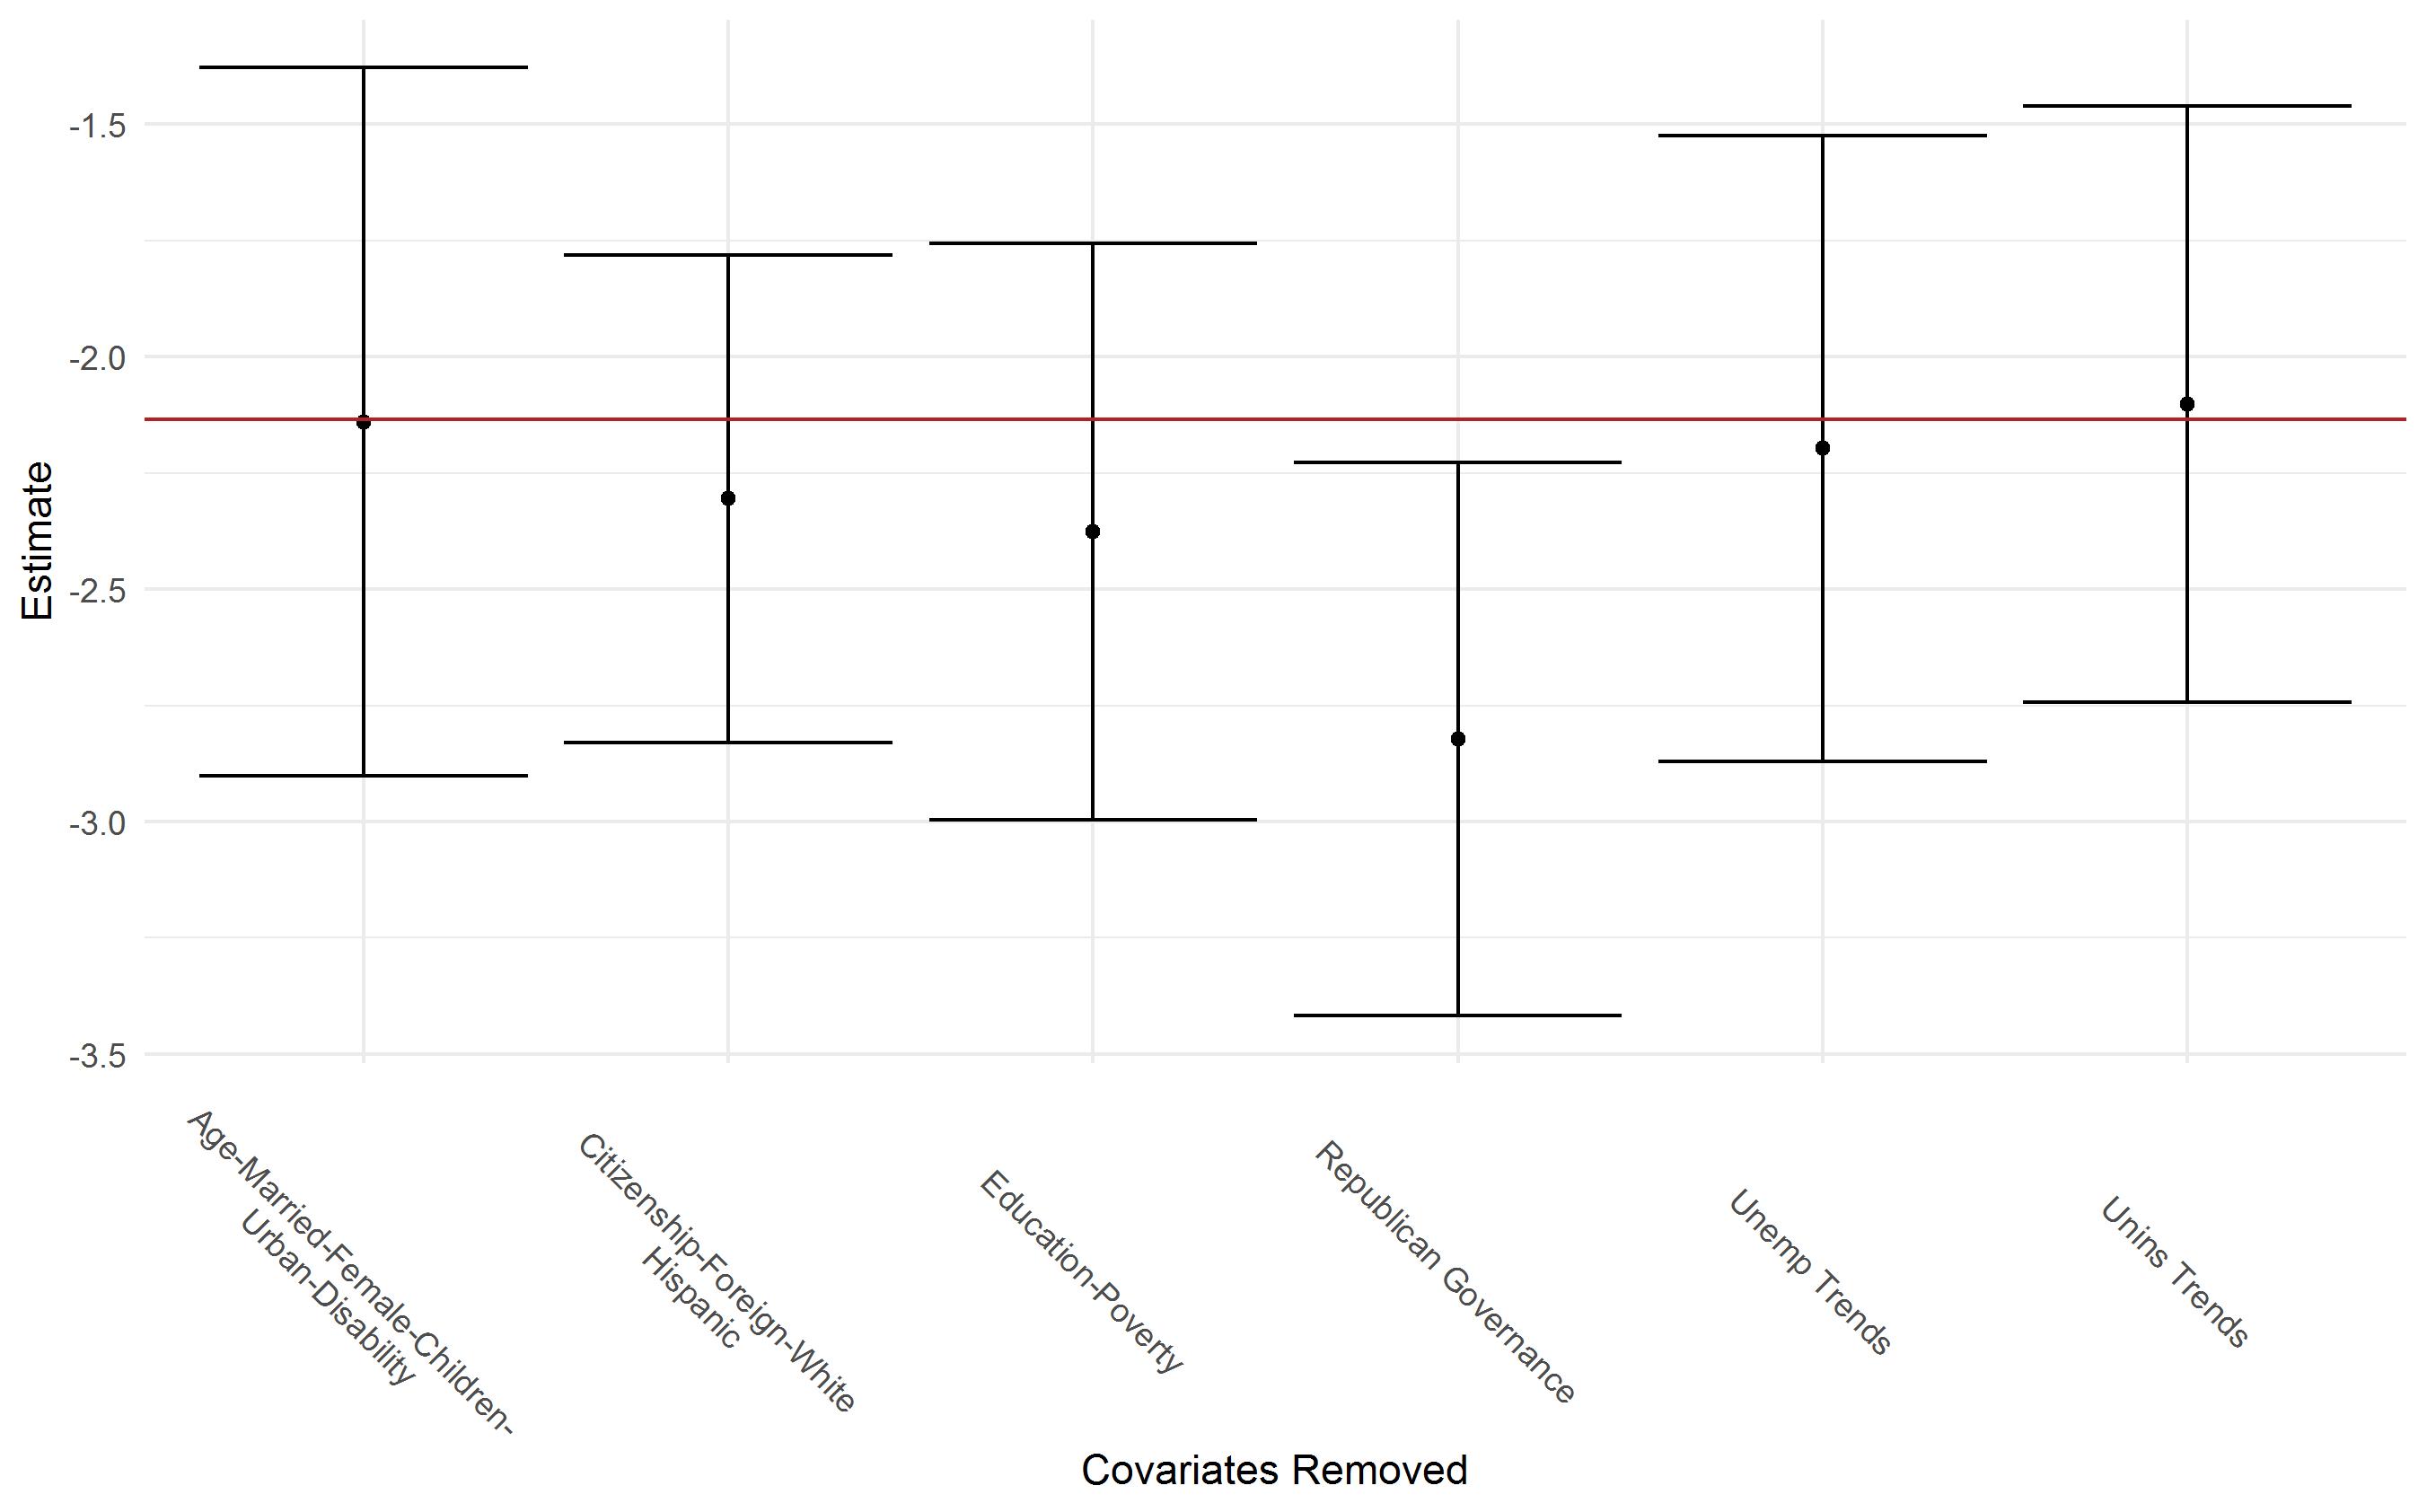 Estimate
-1.5
-2.0
-2.5
-3.0
-3.5
Age-Married-Female-Children-
Urban-Disability
Citizenship-Foreign-White
Hispanic
Education-Poverty
Republican Governance
Unemp Trends
Unins Trends
Covariates Removed